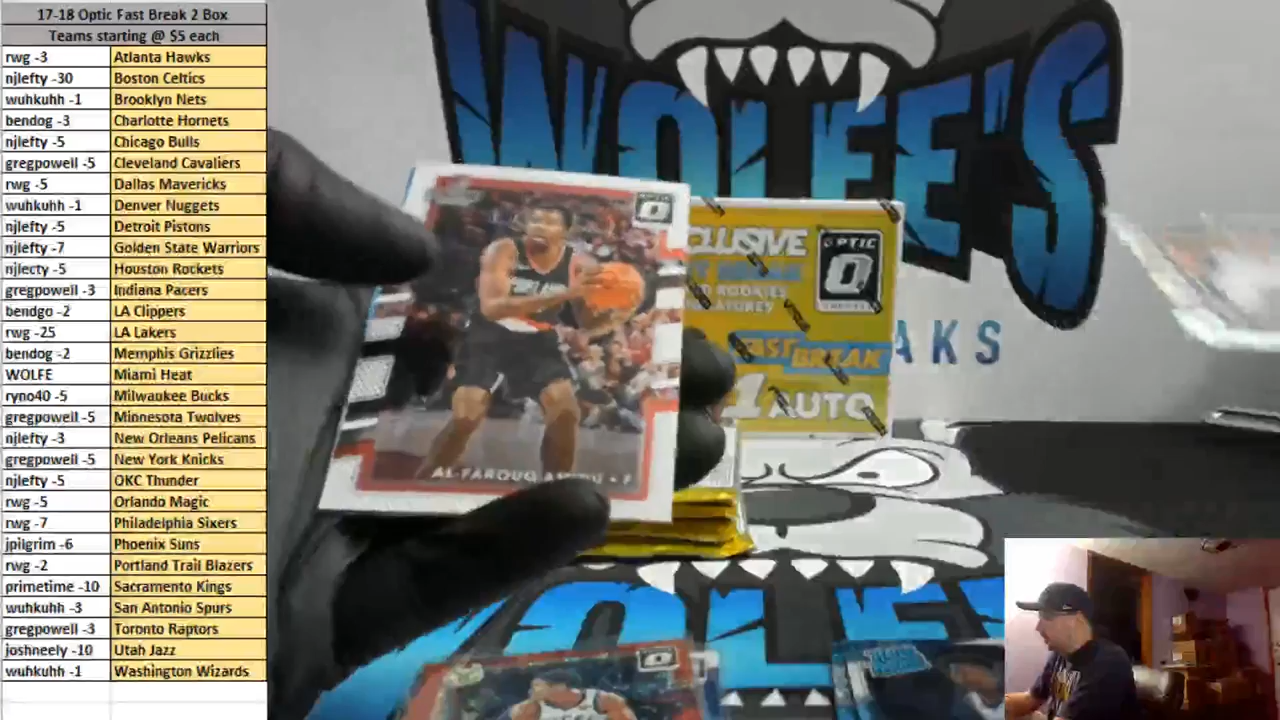 17-18 Optic Fast Break 2 Box
Teams starting @ $5 each
rwg -3 Atlanta Hawks
njlefty -30 Boston Celtics
wuhkuhh -1 Brooklyn Nets
bendog -3 Charlotte Hornets
njlefty -5 Chicago Bulls
gregpowell -5 Cleveland Cavaliers
rwg -5 Dallas Mavericks
wuhkuhh -1 Denver Nuggets
njlefty -5 Detroit Pistons
njlefty -7 Golden State Warriors
njlecty -5 Houston Rockets
gregpowell -3 Indiana Pacers
bendgo -2 LA Clippers
rwg -25 LA Lakers
bendog -2 Memphis Grizzlies
WOLFE Miami Heat
ryno40 -5 Milwaukee Bucks
gregpowell -5 Minnesota Twolves
njlefty -3 New Orleans Pelicans
gregpowell -5 New York Knicks
njlefty -5 OKC Thunder
rwg -5 Orlando Magic
rwg -7 Philadelphia Sixers
jpilgrim -6 Phoenix Suns
rwg -2 Portland Trail Blazers
primetime -10 Sacramento Kings
wuhkuhh -3 San Antonio Spurs
gregpowell -3 Toronto Raptors
joshneely -10 Utah Jazz
wuhkuhh -1 Washington Wizards
WOLFE'S
AKS
CLUSIVE
OPTIC
ROOKIES
FAST BREAK
1 AUTO
AL-FAROUQ AMINU • F